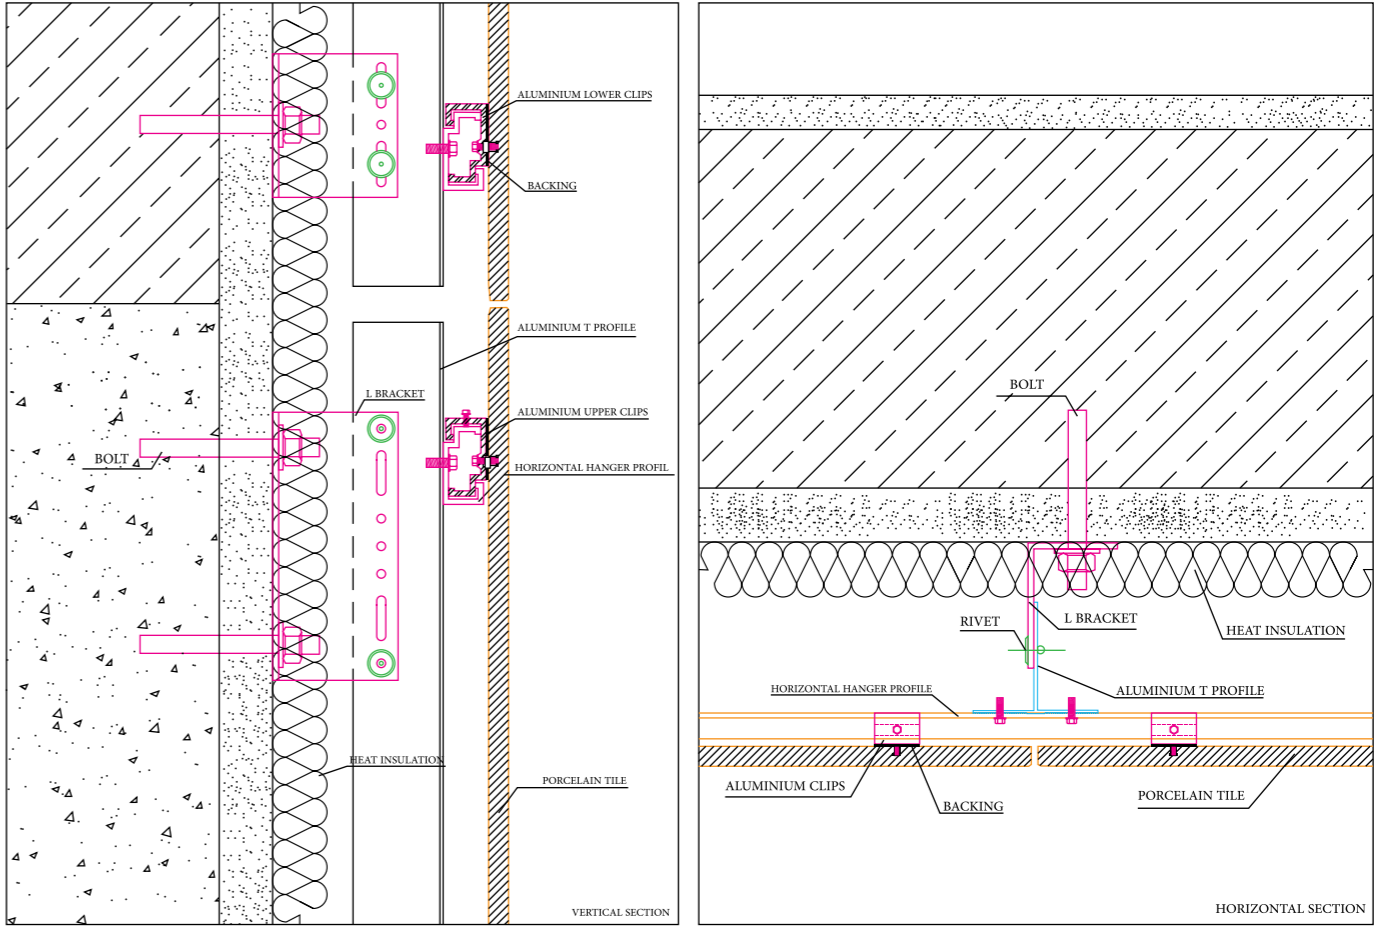 ALUMINIUM LOWER CLIPS
BACKING
ALUMINIUM T PROFILE
L BRACKET
ALUMINIUM UPPER CLIPS
BOLT
HORIZONTAL HANGER PROFIL
HEAT INSULATION
PORCELAIN TILE
VERTICAL SECTION
BOLT
RIVET
L BRACKET
HEAT INSULATION
HORIZONTAL HANGER PROFILE
ALUMINIUM T PROFILE
ALUMINIUM CLIPS
BACKING
PORCELAIN TILE
HORIZONTAL SECTION